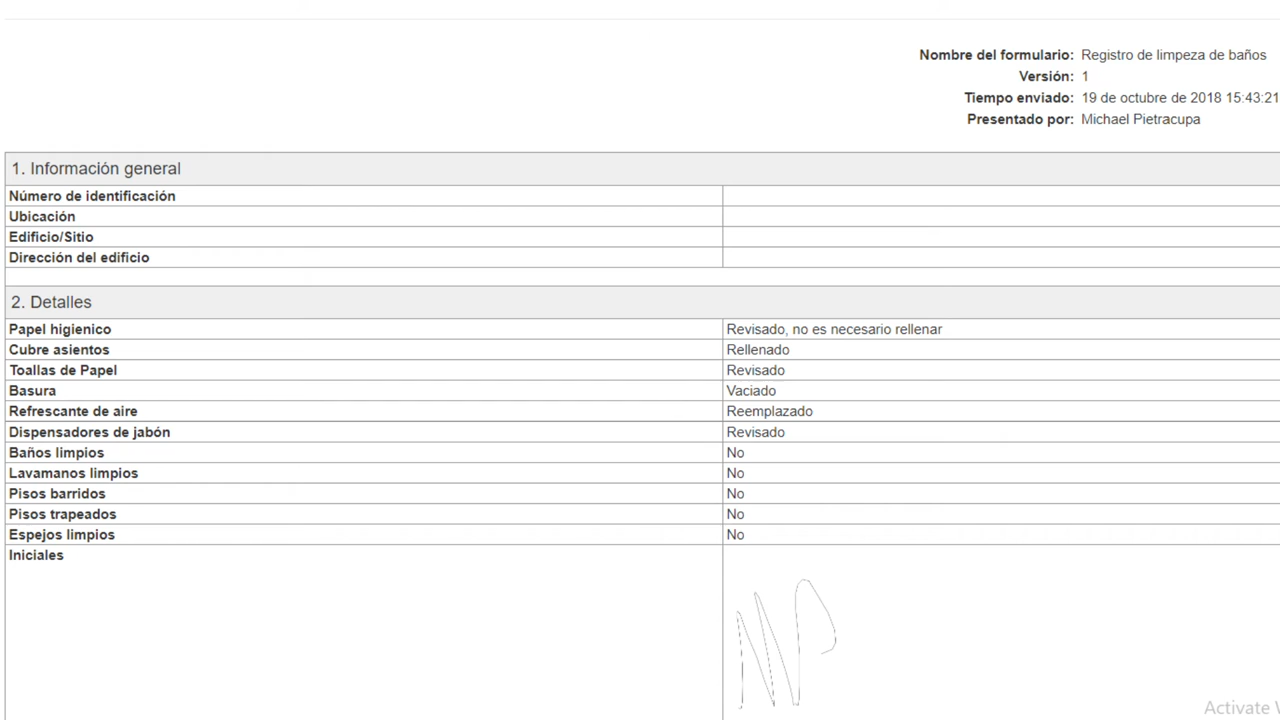 Nombre del formulario: Registro de limpeza de baños
Versión: 1
Tiempo enviado: 19 de octubre de 2018 15:43:21
Presentado por: Michael Pietracupa
1. Información general
Número de identificación
Ubicación
Edificio/Sitio
Dirección del edificio
2. Detalles
Papel higienico Revisado, no es necesario rellenar
Cubre asientos Rellenado
Toallas de Papel Revisado
Basura Vaciado
Refrescante de aire Reemplazado
Dispensadores de jabón Revisado
Baños limpios No
Lavamanos limpios No
Pisos barridos No
Pisos trapeados No
Espejos limpios No
Iniciales
Activate